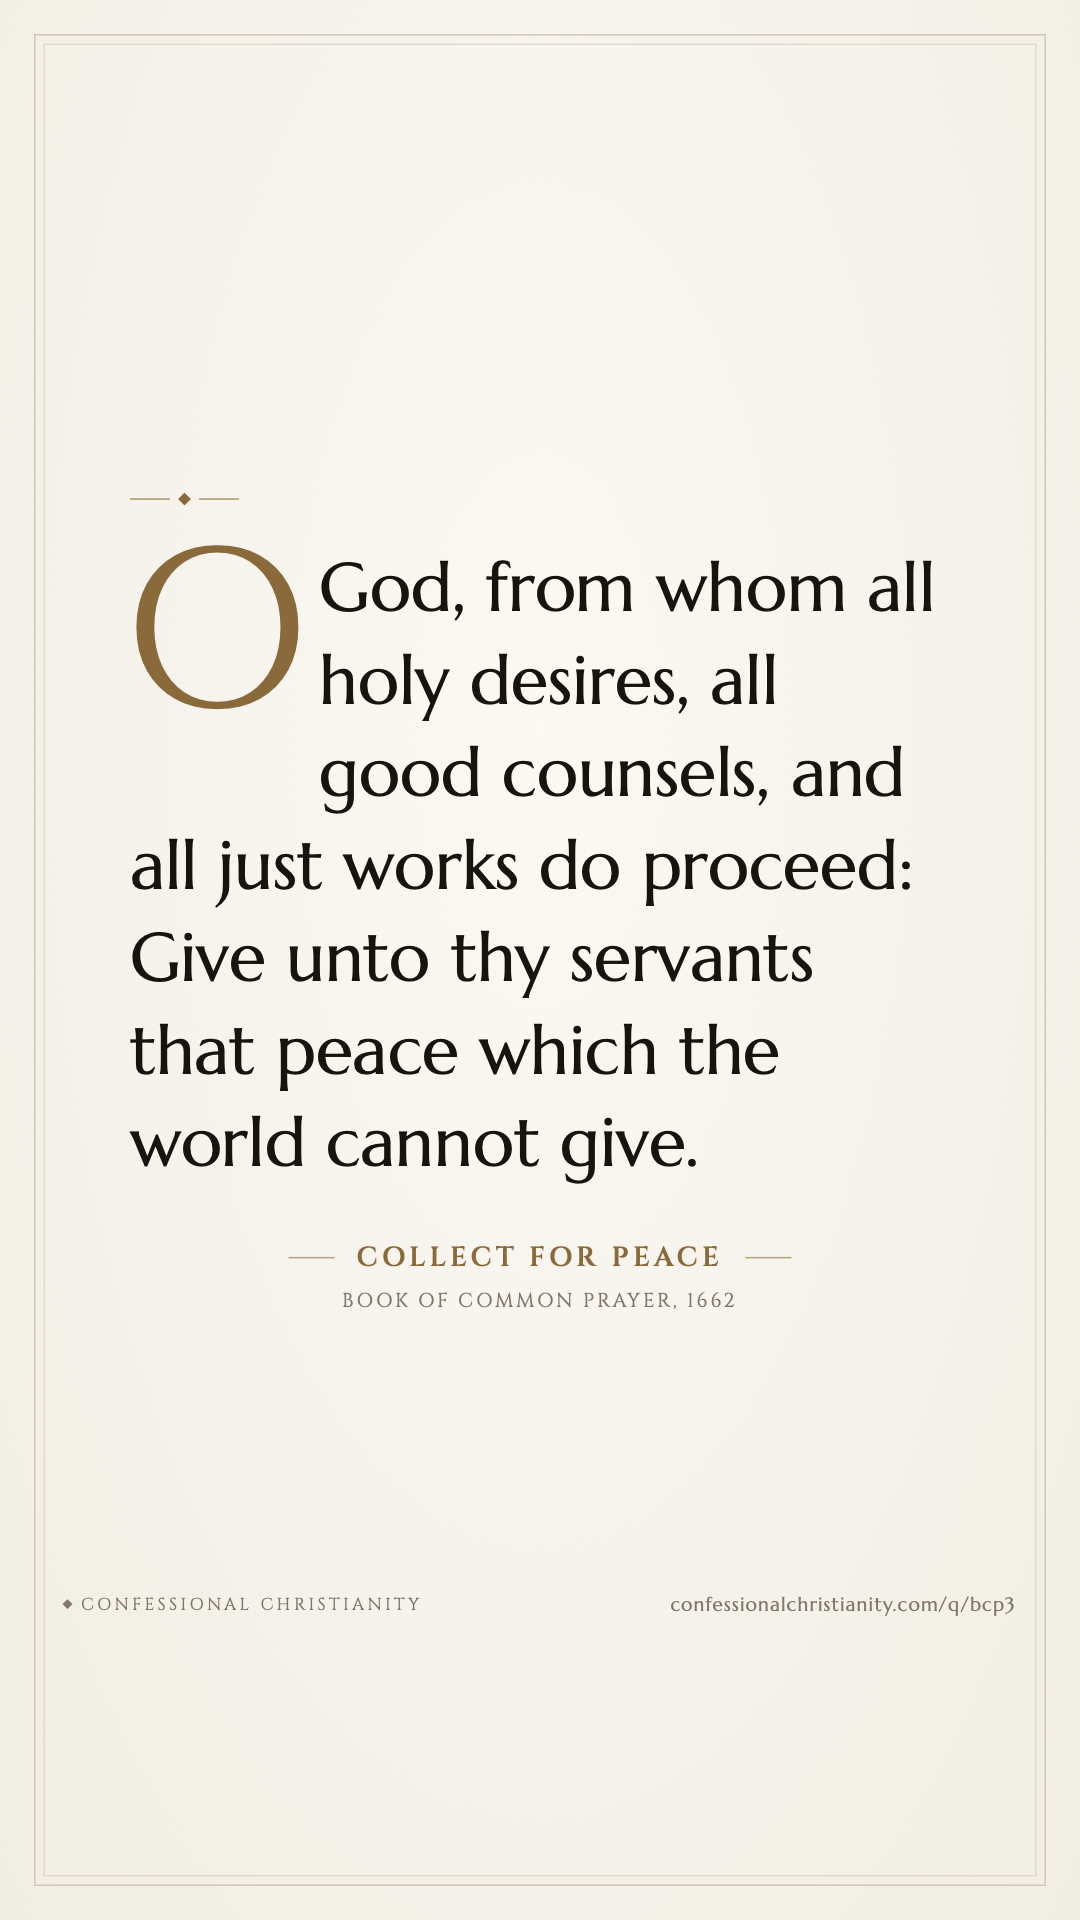 O God, from whom all
holy desires, all
good counsels, and
all just works do proceed:
Give unto thy servants
that peace which the
world cannot give.
COLLECT FOR PEACE
BOOK OF COMMON PRAYER, 1662
CONFESSIONAL CHRISTIANITY
confessionalchristianity.com/q/bcp3